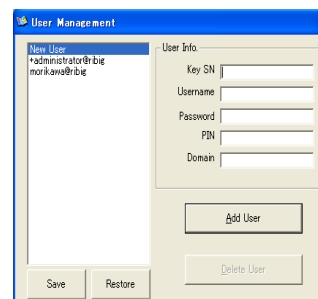 User Management
New User
+administrator@ribig
morikawa@ribig
User Info.
Key SN
Username
Password
PIN
Domain
Add User
Delete User
Save
Restore